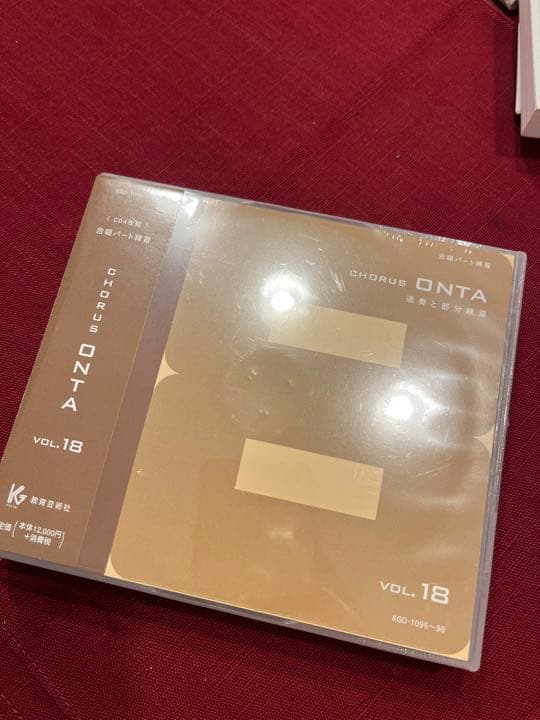 〈CD4枚組〉
合唱パート練習
CHORUS ONTA
VOL.18
KG
教育芸術社
定価 本体12,000円
+消費税
合唱パート練習
CHORUS ONTA
通奏と部分練習
VOL.18
KGO-1095～98